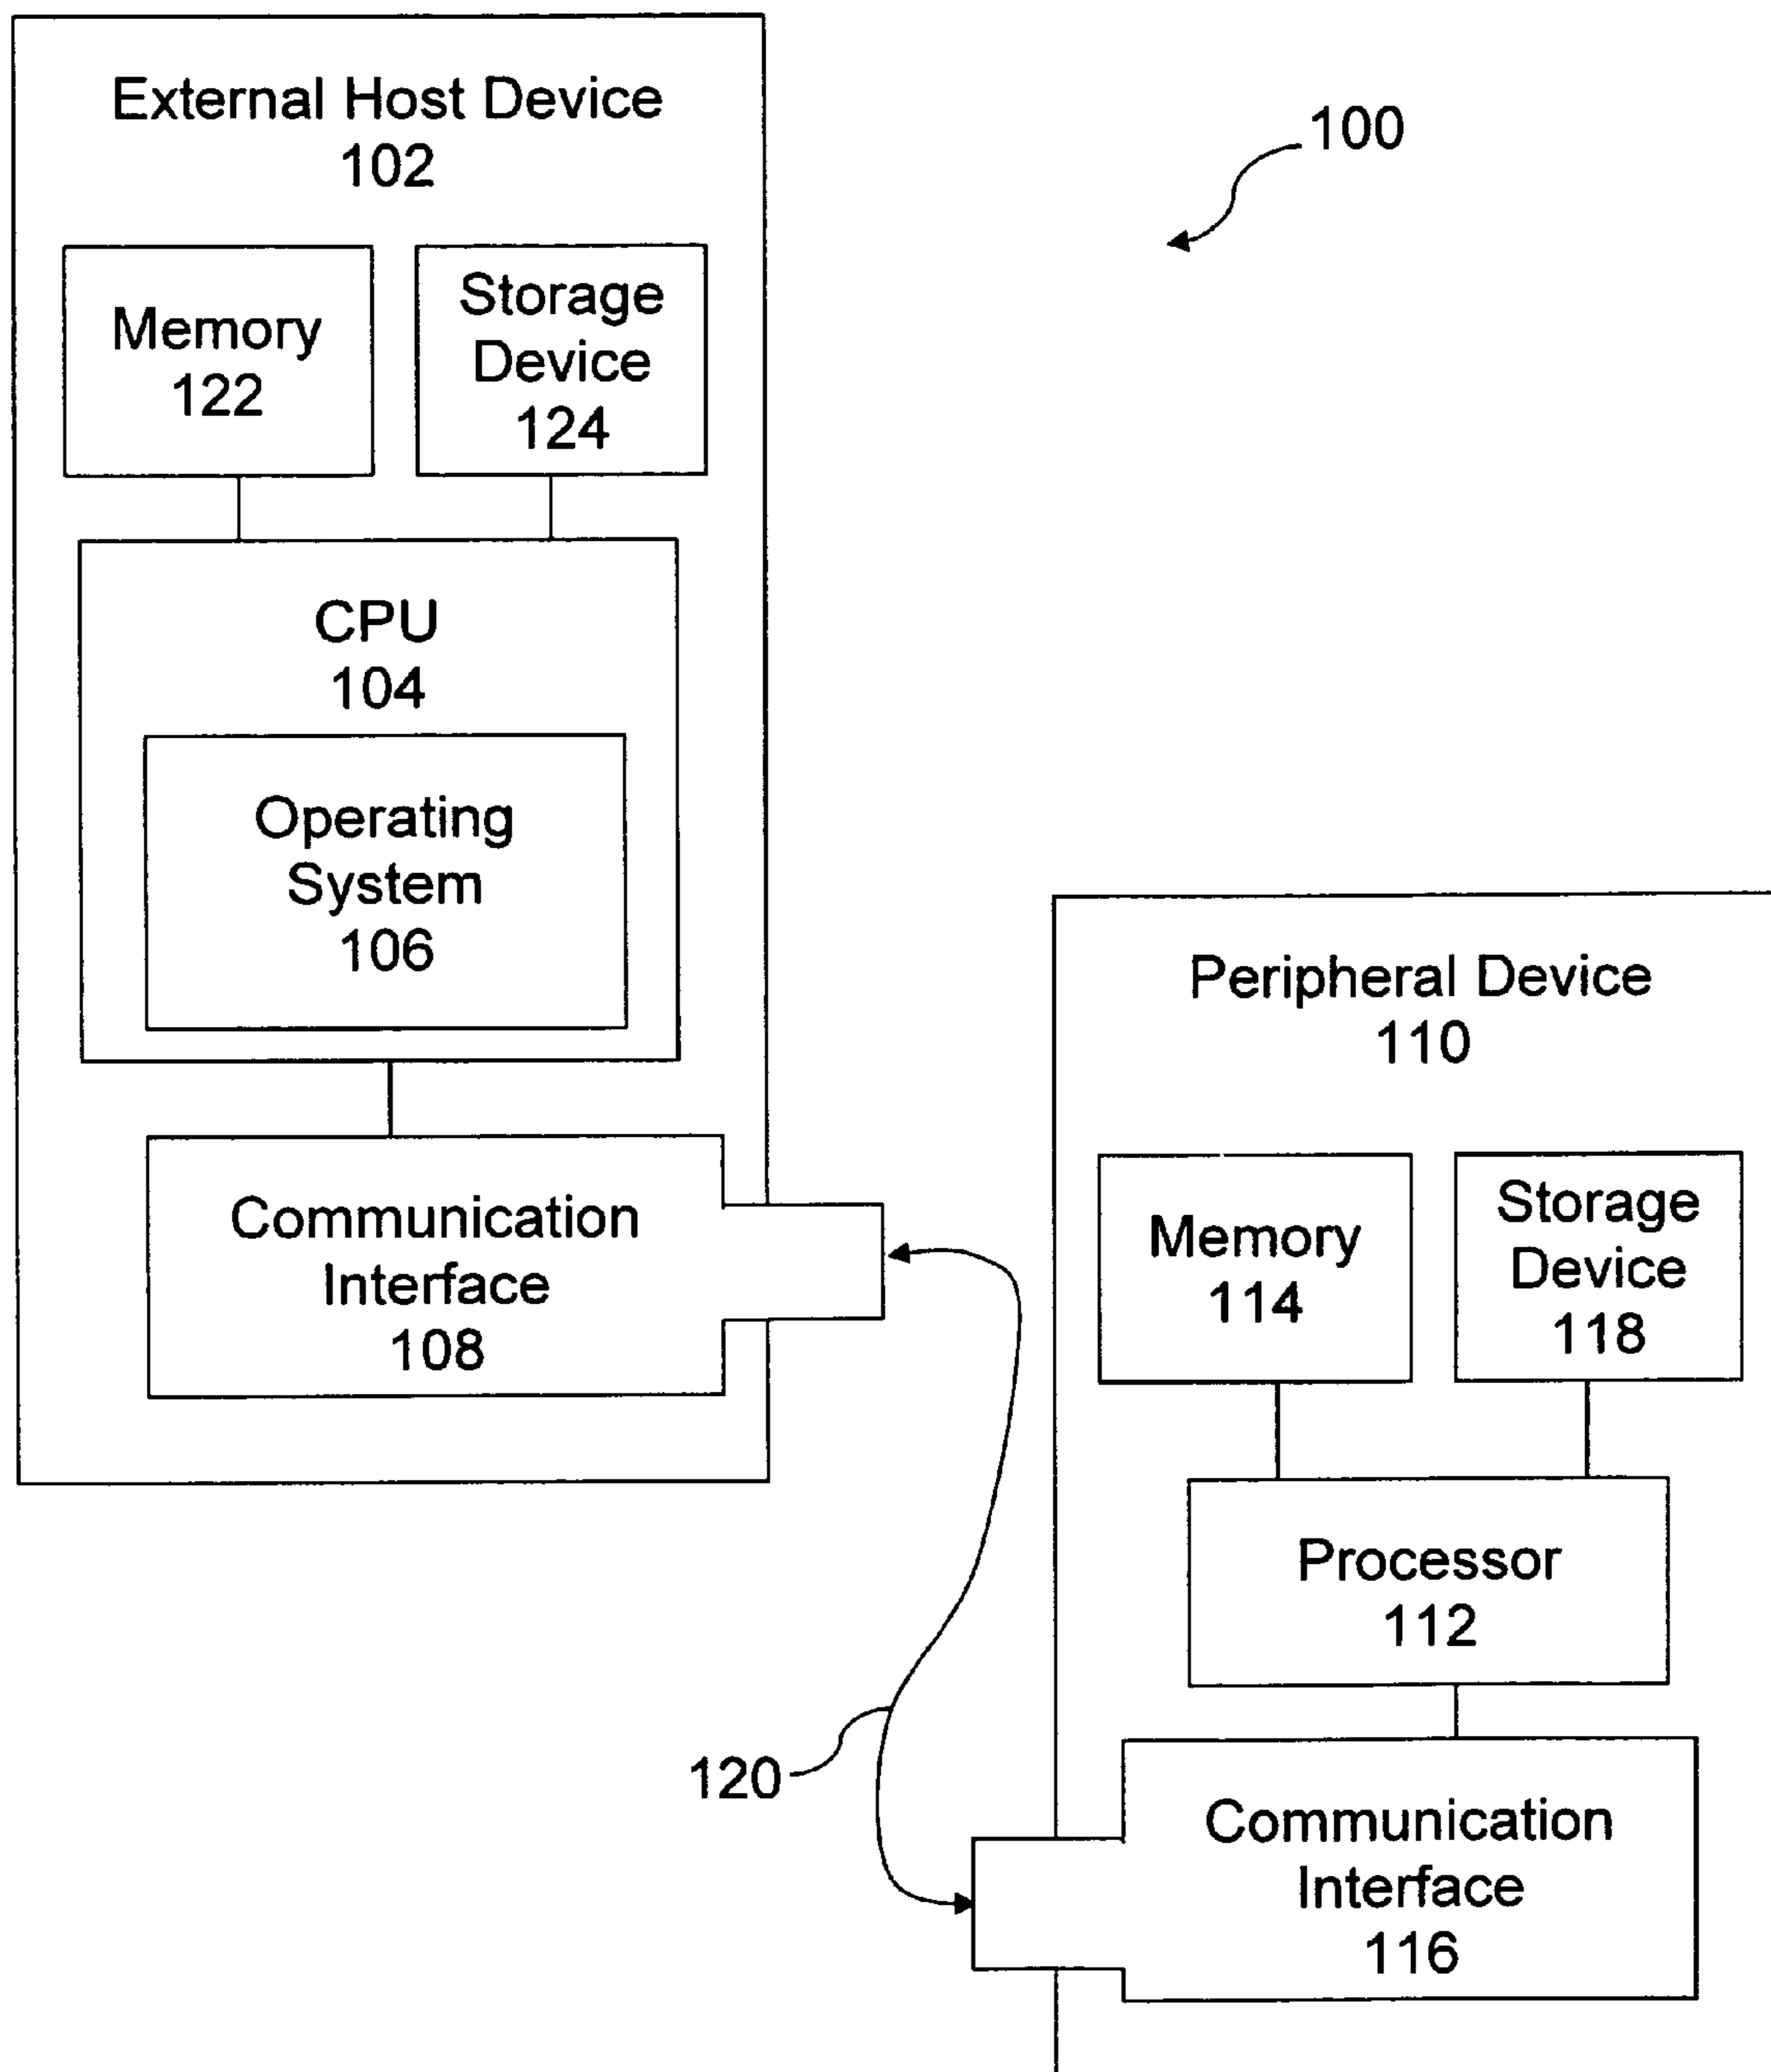 External Host Device
102
100
Memory
122
Storage
Device
124
CPU
104
Operating
System
106
Communication
Interface
108
Peripheral Device
110
Memory
114
Storage
Device
118
Processor
112
120
Communication
Interface
116